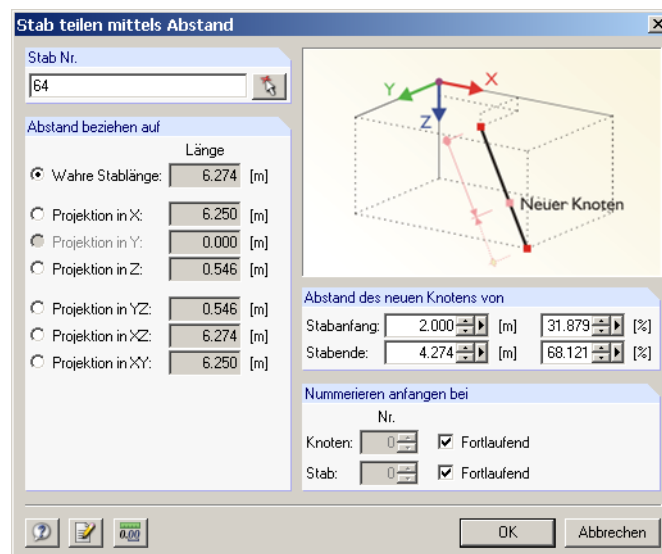 Stab teilen mittels Abstand
Stab Nr.
64
Abstand beziehen auf
Länge
Wahre Stablänge: 6.274 [m]
Projektion in X: 6.250 [m]
Projektion in Y: 0.000 [m]
Projektion in Z: 0.546 [m]
Projektion in YZ: 0.546 [m]
Projektion in XZ: 6.274 [m]
Projektion in XY: 6.250 [m]
Y X
Z
Neuer Knoten
Abstand des neuen Knotens von
Stabanfang: 2.000 [m] 31.879 [%]
Stabende: 4.274 [m] 68.121 [%]
Nummerieren anfangen bei
Nr.
Knoten: 0 Fortlaufend
Stab: 0 Fortlaufend
0.00
OK Abbrechen